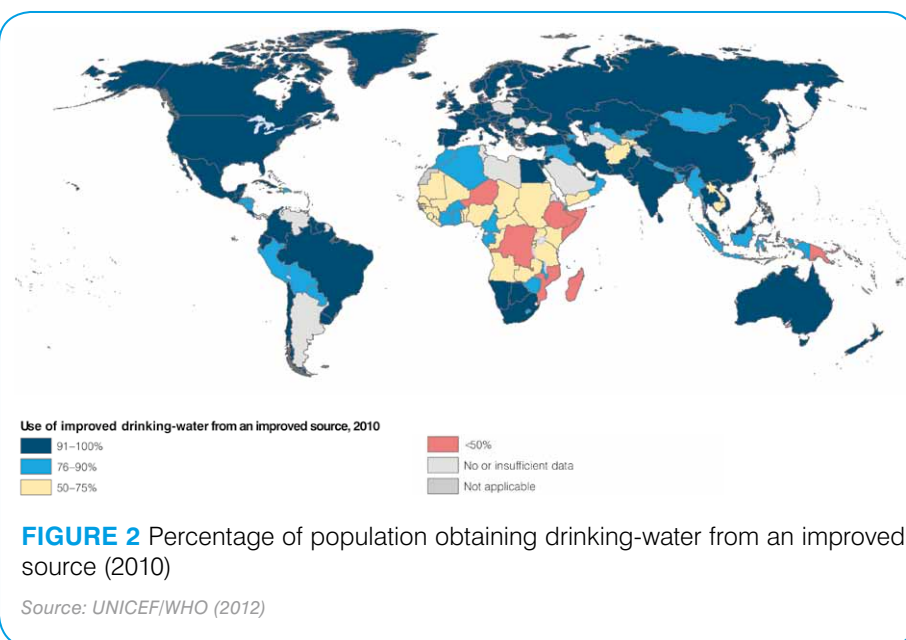 Use of improved drinking-water from an improved source, 2010
91–100%
76–90%
50–75%
<50%
No or insufficient data
Not applicable
FIGURE 2 Percentage of population obtaining drinking-water from an improved
source (2010)
Source: UNICEF/WHO (2012)